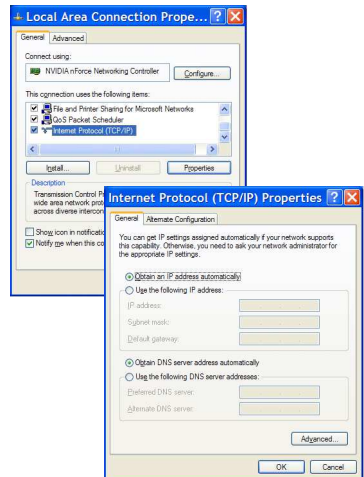 Local Area Connection Prope...
General Advanced
Connect using:
NVIDIA nForce Networking Controller Configure...
This connection uses the following items:
File and Printer Sharing for Microsoft Networks
QoS Packet Scheduler
Internet Protocol (TCP/IP)
Install... Uninstall Properties
Description
Transmission Control Pr
wide area network prot
across diverse intercon
Show icon in notificatio
Notify me when this co
Internet Protocol (TCP/IP) Properties
General Alternate Configuration
You can get IP settings assigned automatically if your network supports
this capability. Otherwise, you need to ask your network administrator for
the appropriate IP settings.
Obtain an IP address automatically
Use the following IP address:
IP address:
Subnet mask:
Default gateway:
Obtain DNS server address automatically
Use the following DNS server addresses:
Preferred DNS server:
Alternate DNS server:
Advanced...
OK Cancel